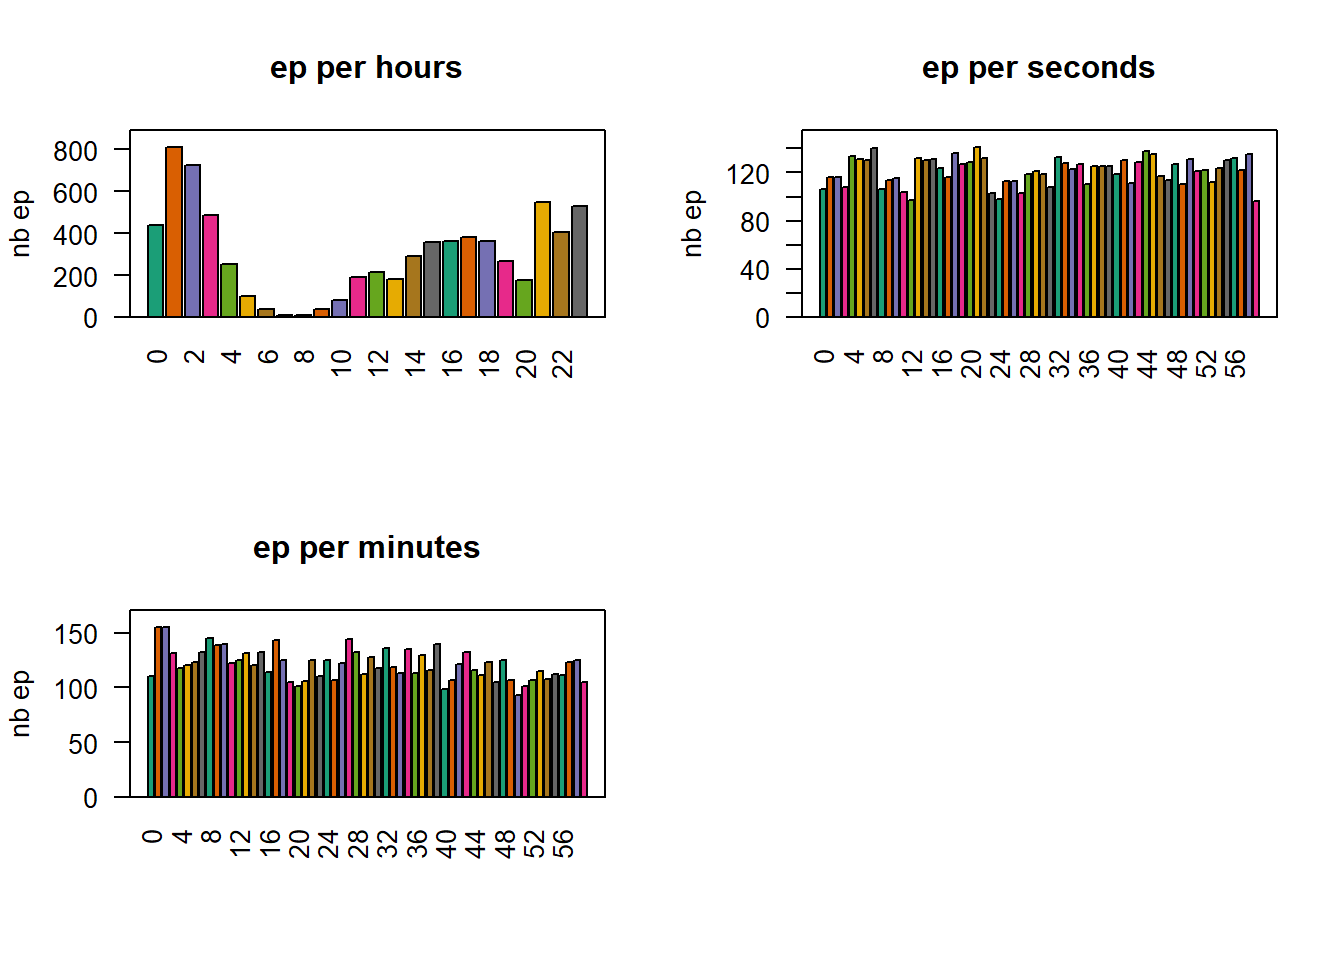 ep per hours
nb ep
800
600
400
200
0
0 2 4 6 8 10 12 14 16 18 20 22
ep per seconds
nb ep
120
80
40
0
0 4 8 12 16 20 24 28 32 36 40 44 48 52 56
ep per minutes
nb ep
150
100
50
0
0 4 8 12 16 20 24 28 32 36 40 44 48 52 56